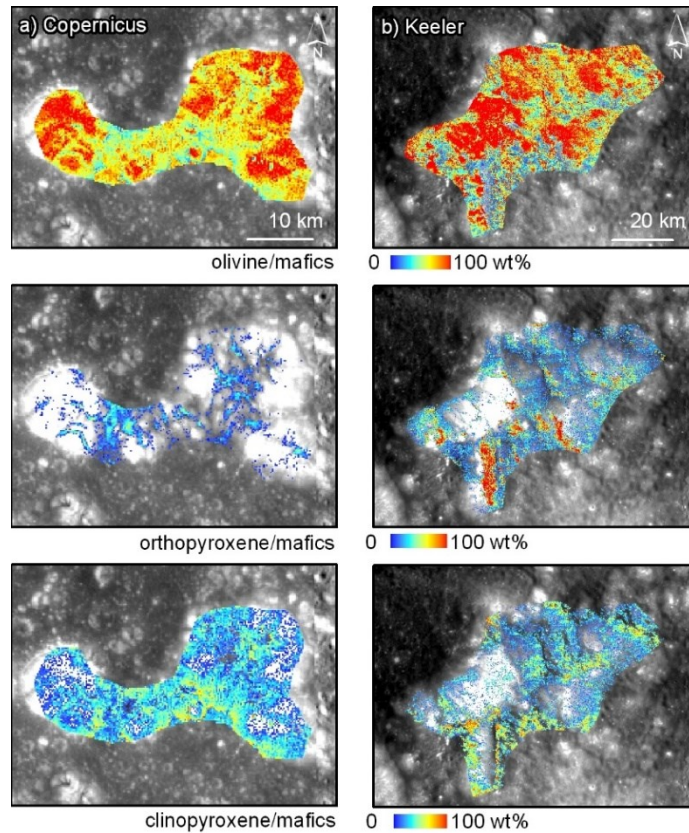 a) Copernicus
N
10 km
olivine/mafics
b) Keeler
N
20 km
0 100 wt%
orthopyroxene/mafics
0 100 wt%
clinopyroxene/mafics
0 100 wt%